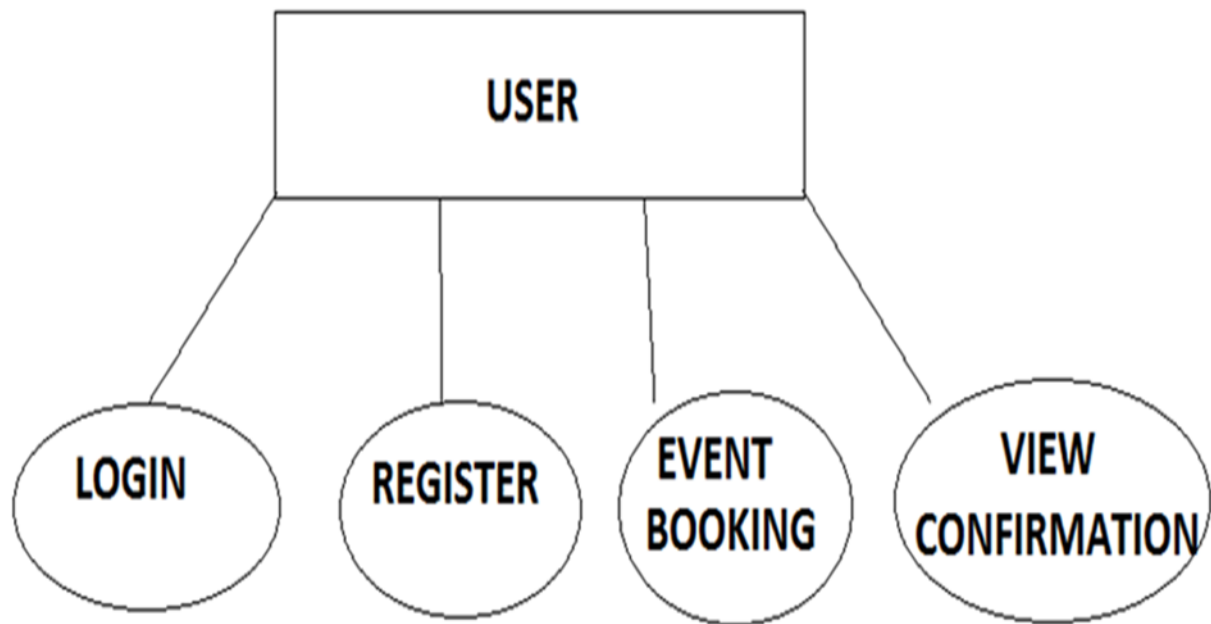 USER
LOGIN
REGISTER
EVENT
BOOKING
VIEW
CONFIRMATION